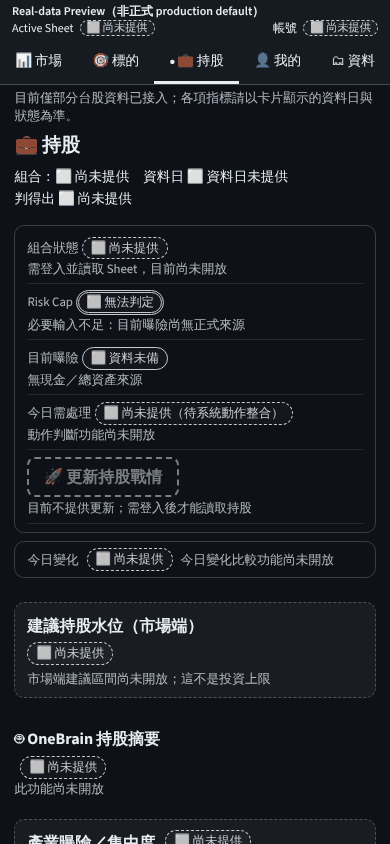 Real-data Preview（非正式 production default）
Active Sheet ⬜ 尚未提供 帳號 ⬜ 尚未提供
📊 市場 🎯 標的 ●💼 持股 👤 我的 🗂 資料
目前僅部分台股資料已接入；各項指標請以卡片顯示的資料日與
狀態為準。
💼 持股
組合：⬜ 尚未提供 資料日 ⬜ 資料日未提供
判得出 ⬜ 尚未提供
組合狀態 ⬜ 尚未提供
需登入並讀取 Sheet，目前尚未開放
Risk Cap ⬜ 無法判定
必要輸入不足：目前曝險尚無正式來源
目前曝險 ⬜ 資料未備
無現金／總資產來源
今日需處理 ⬜ 尚未提供（待系統動作整合）
動作判斷功能尚未開放
🚀 更新持股戰情
目前不提供更新；需登入後才能讀取持股
今日變化 ⬜ 尚未提供 今日變化比較功能尚未開放
建議持股水位（市場端）
⬜ 尚未提供
市場端建議區間尚未開放；這不是投資上限
🧠 OneBrain 持股摘要
⬜ 尚未提供
此功能尚未開放
產業曝險／集中度 ⬜ 尚未提供